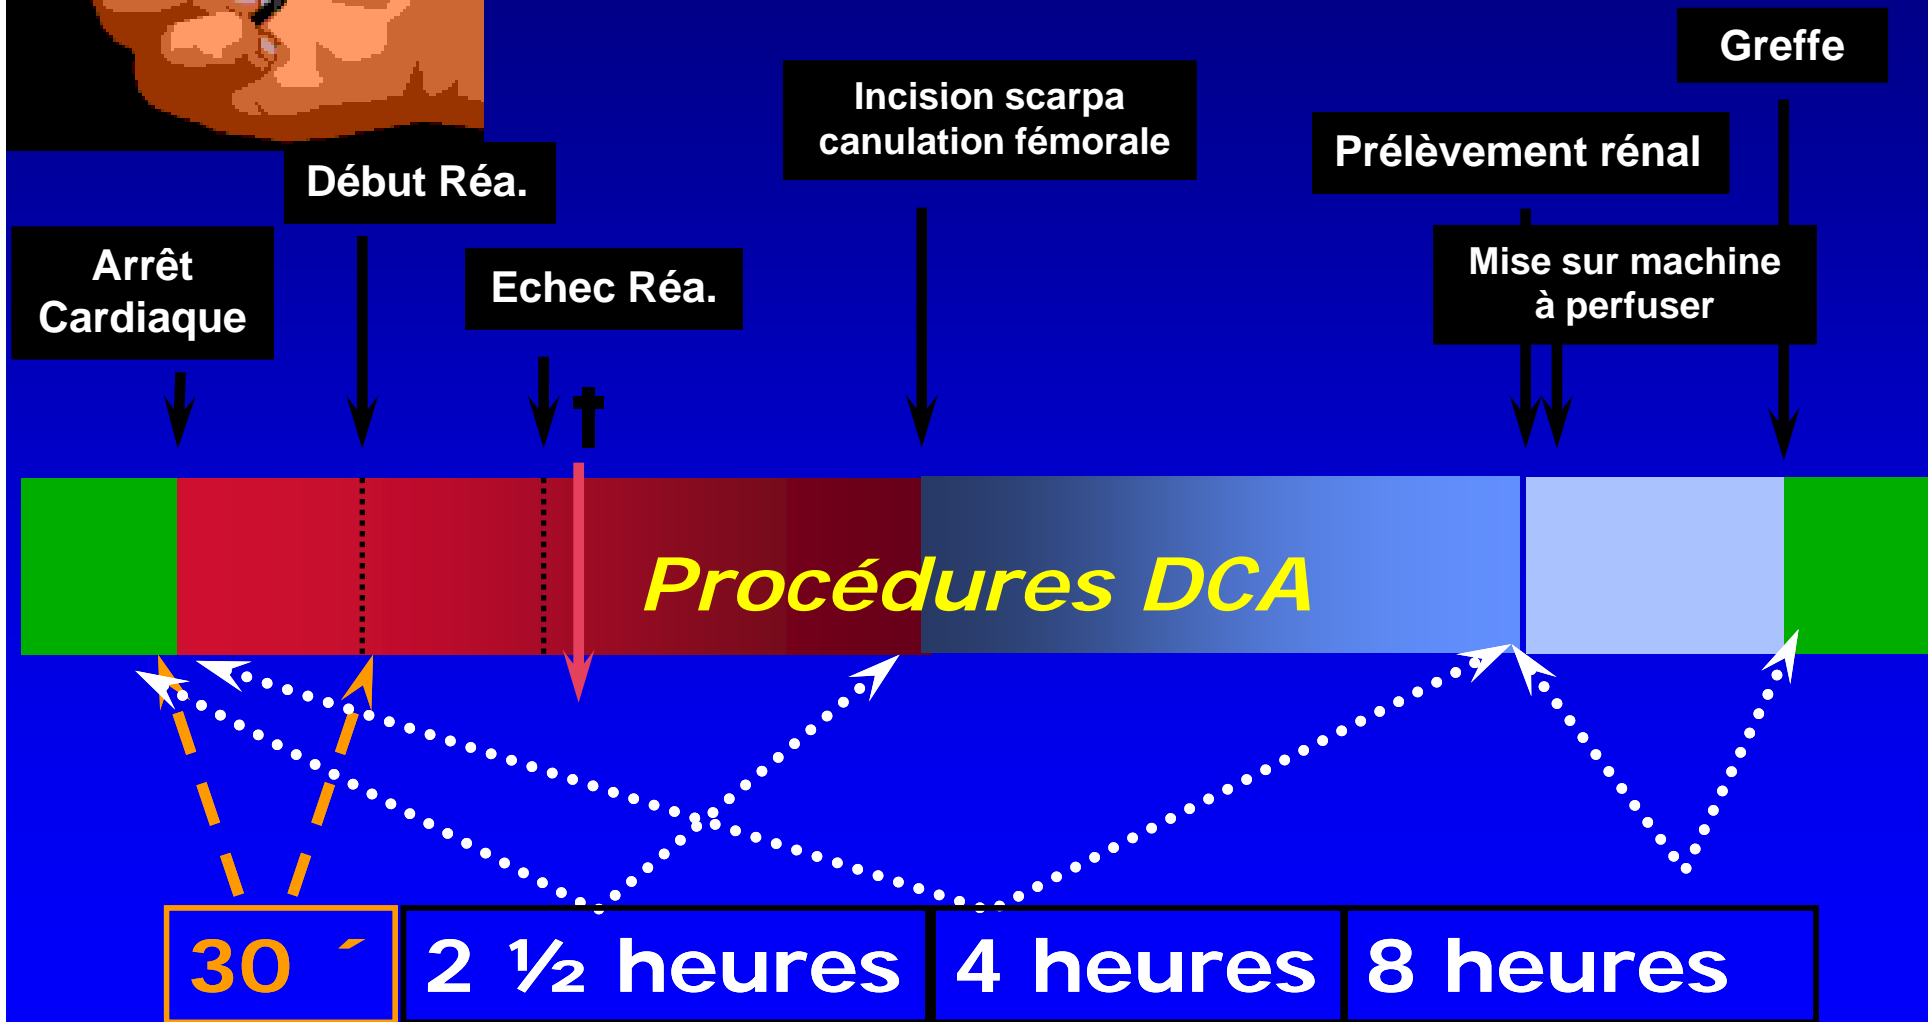 Greffe
Incision scarpa
canulation fémorale
Prélèvement rénal
Début Réa.
Arrêt
Cardiaque
Echec Réa.
Mise sur machine
à perfuser
†
Procédures DCA
30 ´
2 ½ heures
4 heures
8 heures